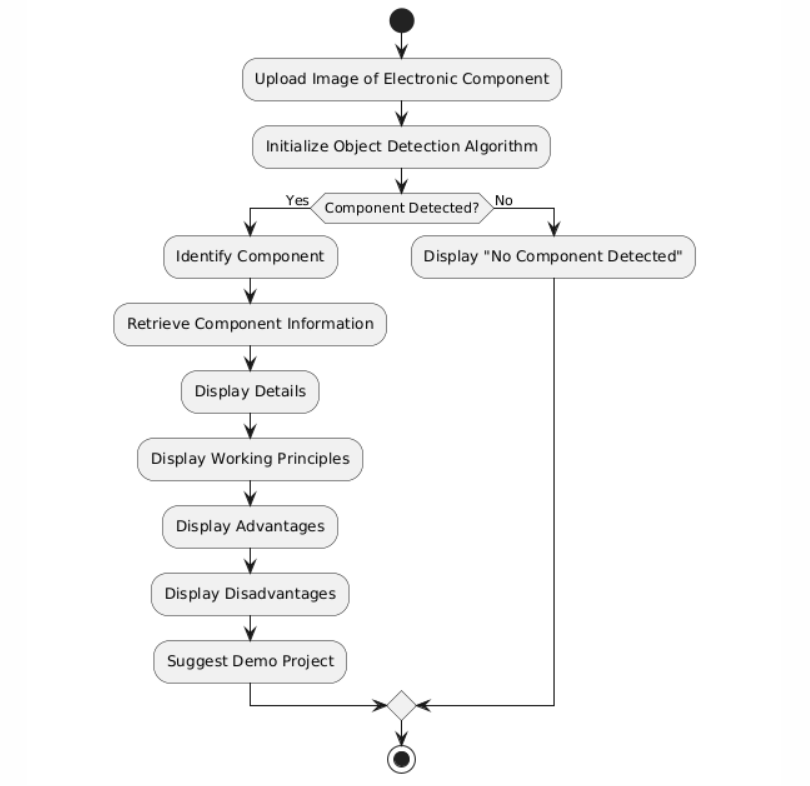 Upload Image of Electronic Component
Initialize Object Detection Algorithm
Yes
Component Detected?
No
Identify Component
Display "No Component Detected"
Retrieve Component Information
Display Details
Display Working Principles
Display Advantages
Display Disadvantages
Suggest Demo Project